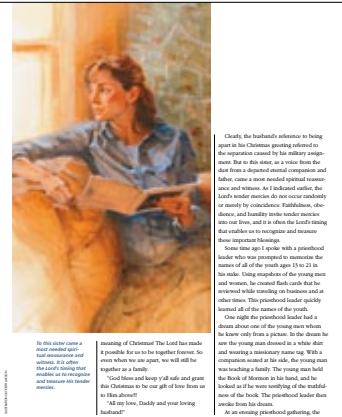 To this sister came a
most needed spiri-
tual reassurance and
witness. It is often
the Lord's timing that
enables us to recognize
and treasure His tender
mercies.
meaning of Christmas! The Lord has made
it possible for us to be together forever. So
even when we are apart, we will still be
together as a family.
"God bless and keep y'all safe and grant
this Christmas to be our gift of love from us
to Him above!!!
"All my love, Daddy and your loving
husband!"
Clearly, the husband's reference to being
apart in his Christmas greeting referred to
the separation caused by his military assign-
ment. But to this sister, as a voice from the
dust from a departed eternal companion and
father, came a most needed spiritual reassur-
ance and witness. As I indicated earlier, the
Lord's tender mercies do not occur randomly
or merely by coincidence. Faithfulness, obe-
dience, and humility invite tender mercies
into our lives, and it is often the Lord's timing
that enables us to recognize and treasure
these important blessings.
Some time ago I spoke with a priesthood
leader who was prompted to memorize the
names of all of the youth ages 13 to 21 in
his stake. Using snapshots of the young men
and women, he created flash cards that he
reviewed while traveling on business and at
other times. This priesthood leader quickly
learned all of the names of the youth.
One night the priesthood leader had a
dream about one of the young men whom
he knew only from a picture. In the dream he
saw the young man dressed in a white shirt
and wearing a missionary name tag. With a
companion seated at his side, the young man
was teaching a family. The young man held
the Book of Mormon in his hand, and he
looked as if he were testifying of the truthful-
ness of the book. The priesthood leader then
awoke from his dream.
At an ensuing priesthood gathering, the